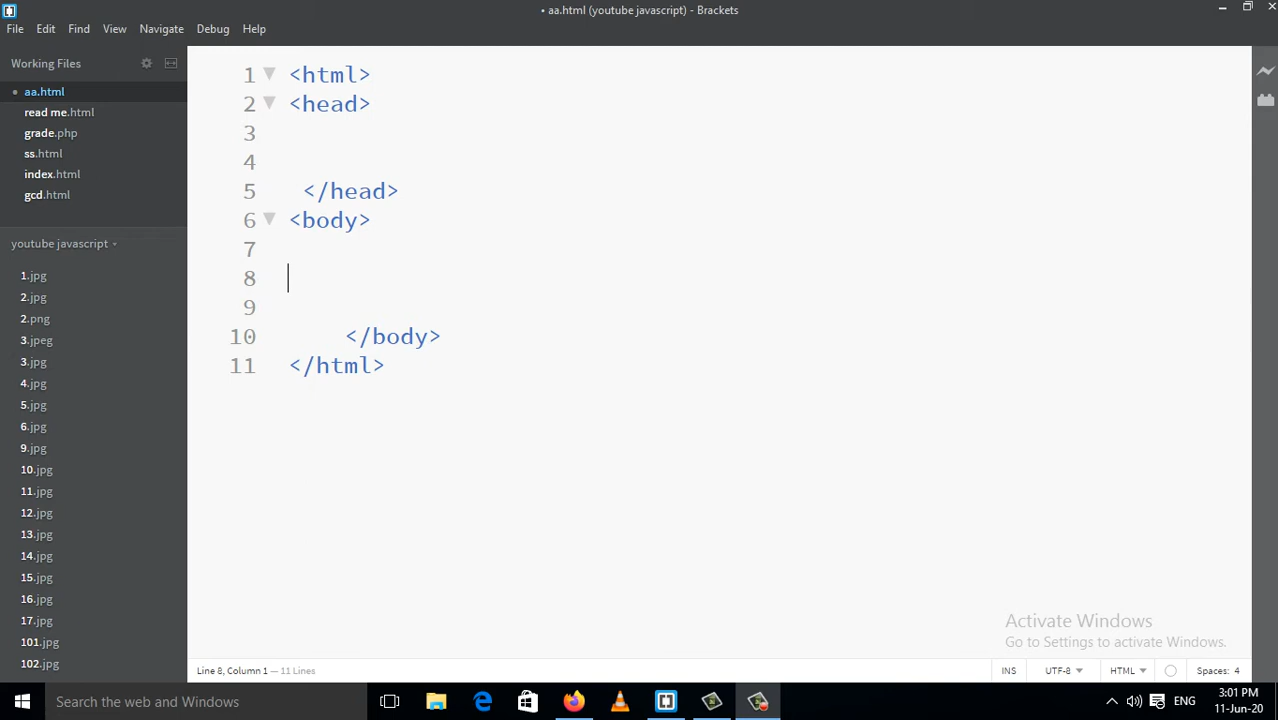 • aa.html (youtube javascript) - Brackets
File Edit Find View Navigate Debug Help
Working Files
• aa.html
read me.html
grade.php
ss.html
index.html
gcd.html
youtube javascript
1.jpg
2.jpg
2.png
3.jpeg
3.jpg
4.jpg
5.jpg
6.jpg
9.jpg
10.jpg
11.jpg
12.jpg
13.jpg
14.jpg
15.jpg
16.jpg
17.jpg
101.jpg
102.jpg
1 <html>
2 <head>
3
4
5 </head>
6 <body>
7
8
9
10 </body>
11 </html>
Activate Windows
Go to Settings to activate Windows.
Line 8, Column 1 — 11 Lines
INS UTF-8 HTML Spaces: 4
Search the web and Windows
ENG
3:01 PM
11-Jun-20